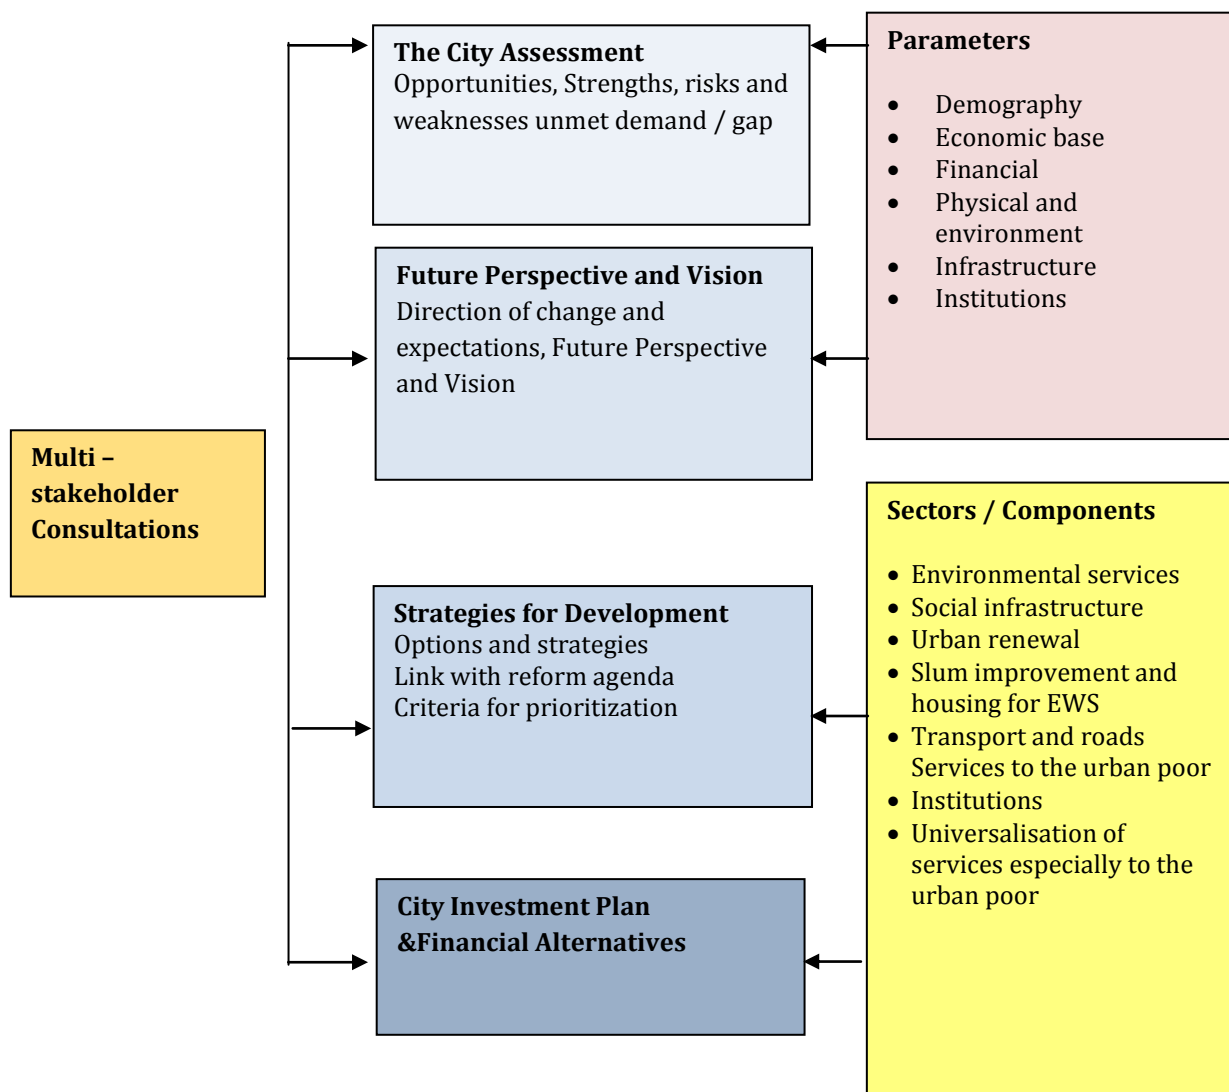 Multi –
stakeholder
Consultations
The City Assessment
Opportunities, Strengths, risks and
weaknesses unmet demand / gap
Future Perspective and Vision
Direction of change and
expectations, Future Perspective
and Vision
Strategies for Development
Options and strategies
Link with reform agenda
Criteria for prioritization
City Investment Plan
&Financial Alternatives
Parameters
• Demography
• Economic base
• Financial
• Physical and
environment
• Infrastructure
• Institutions
Sectors / Components
• Environmental services
• Social infrastructure
• Urban renewal
• Slum improvement and
housing for EWS
• Transport and roads
Services to the urban poor
• Institutions
• Universalisation of
services especially to the
urban poor